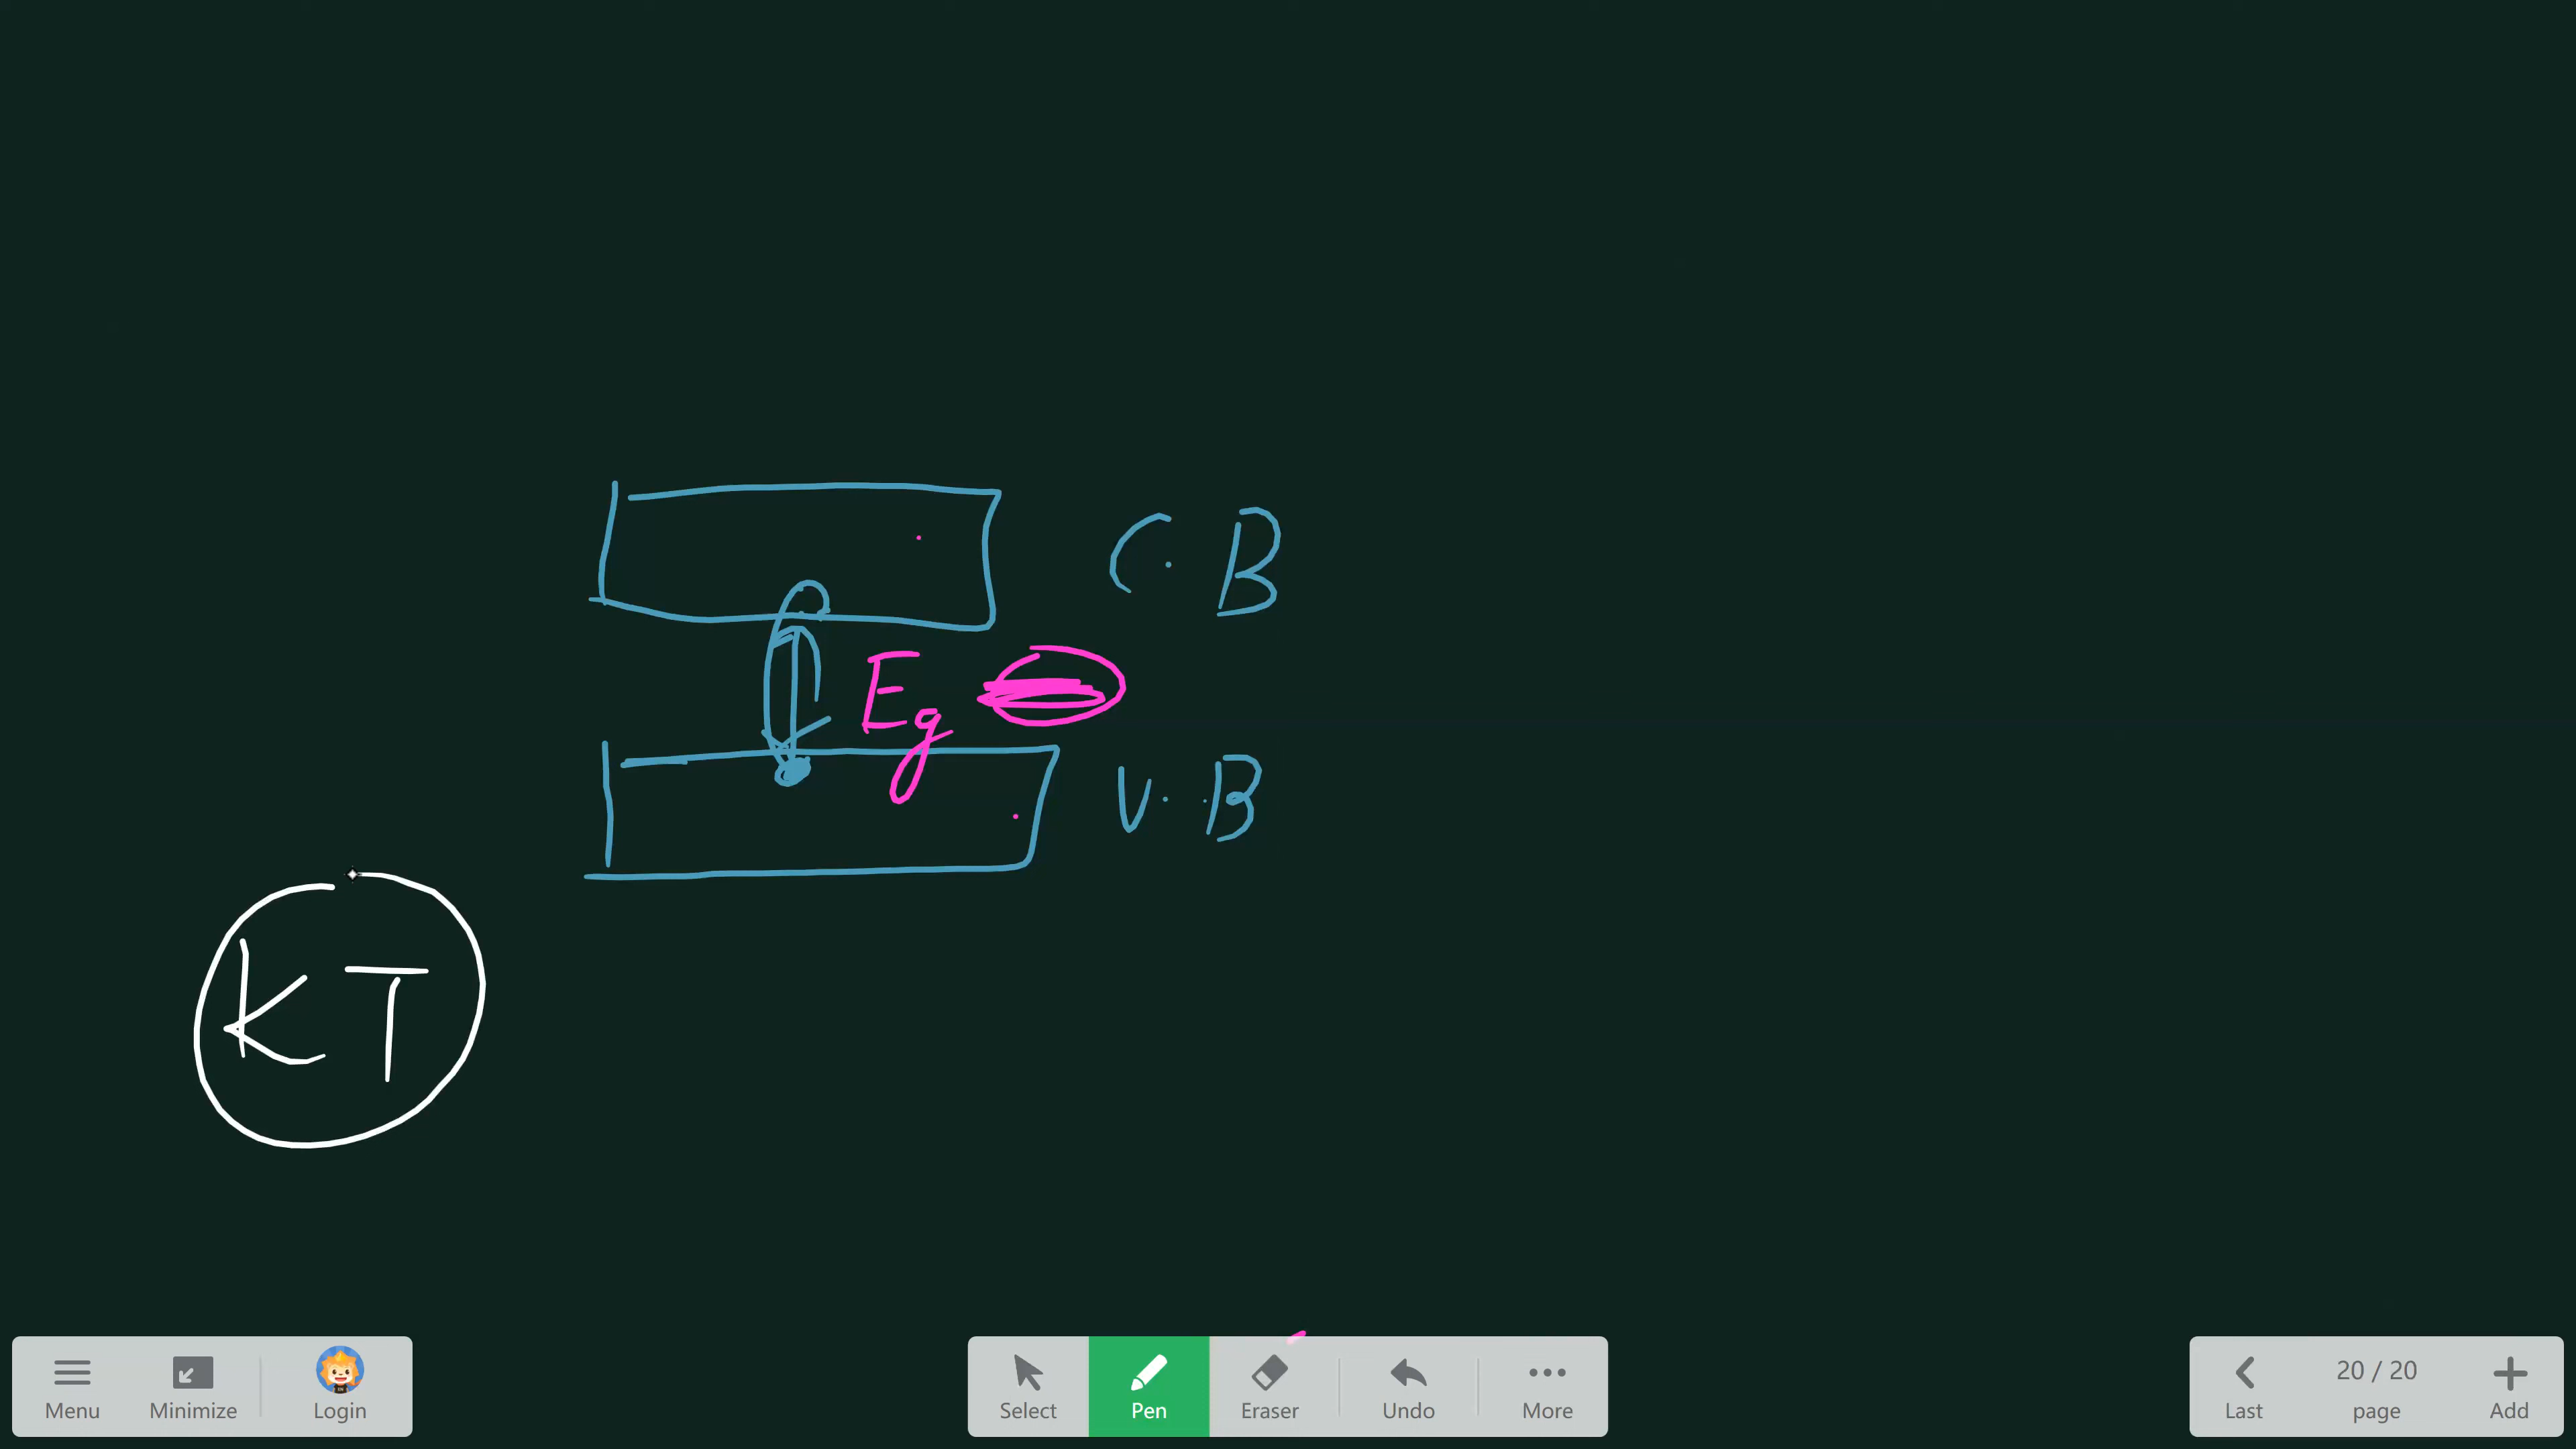 C. B
Eg
V. B
KT
Menu
Minimize
Login
Select
Pen
Eraser
Undo
More
Last
20 / 20
page
Add